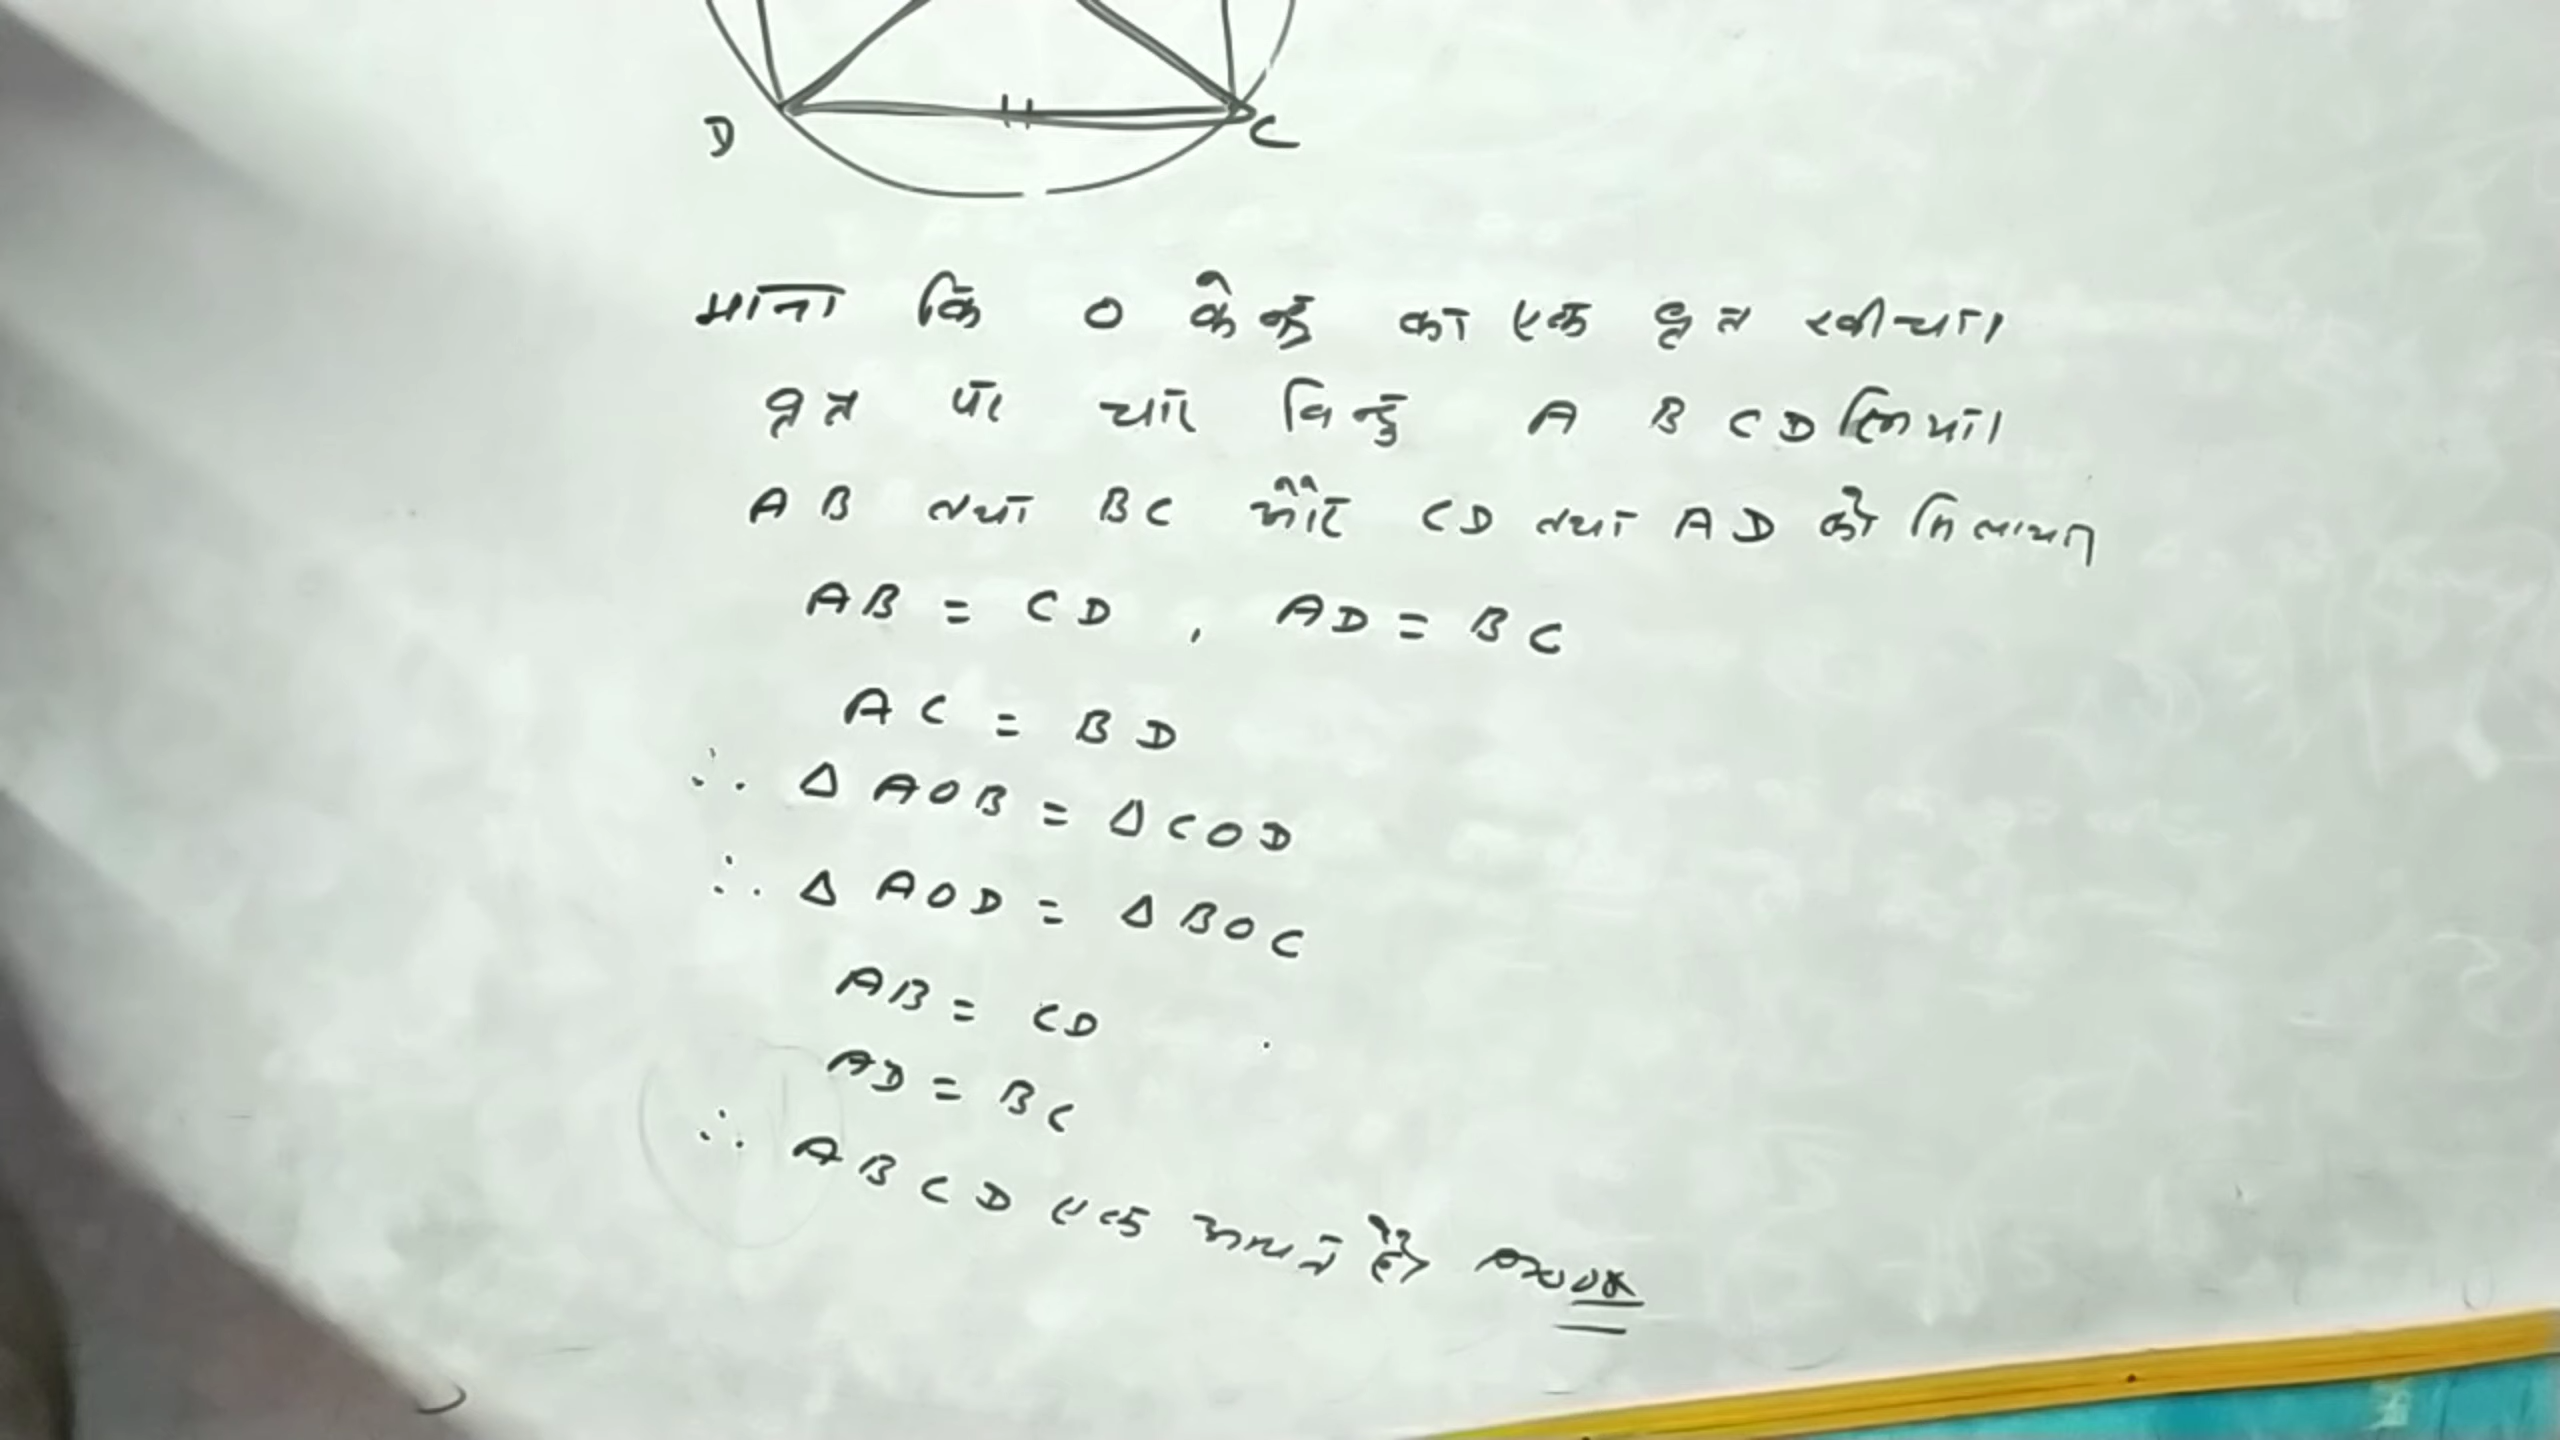 D C
माना कि O केन्द्र का एक वृत खीचा।
वृत पर चार बिन्दु A B C D लिया।
A B तथा BC और CD तथा AD को मिलाया
AB = CD , AD = BC
AC = BD
∴ Δ AOB = Δ COD
∴ Δ AOD = Δ BOC
AB = CD
AD = BC
∴ ABCD एक आयत है